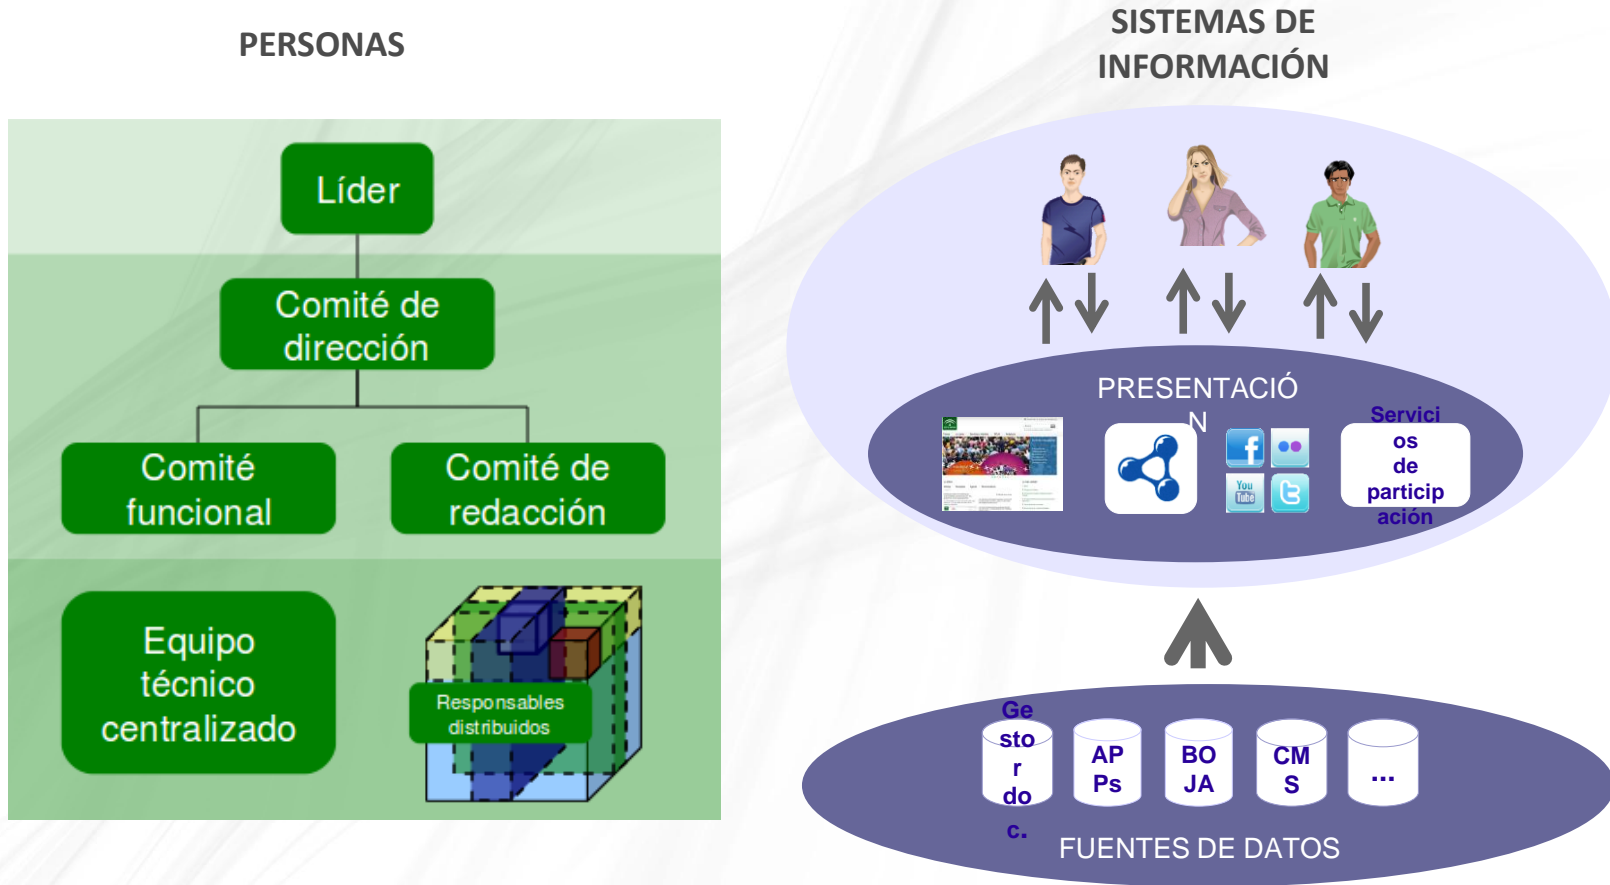 PERSONAS
Líder
Comité de
dirección
Comité
funcional
Comité de
redacción
Equipo
técnico
centralizado
Responsables
distribuidos
SISTEMAS DE
INFORMACIÓN
PRESENTACIÓ
N
You
Tube
Servici
os
de
particip
ación
Ge
sto
r
do
c.
AP
Ps
BO
JA
CM
S
...
FUENTES DE DATOS